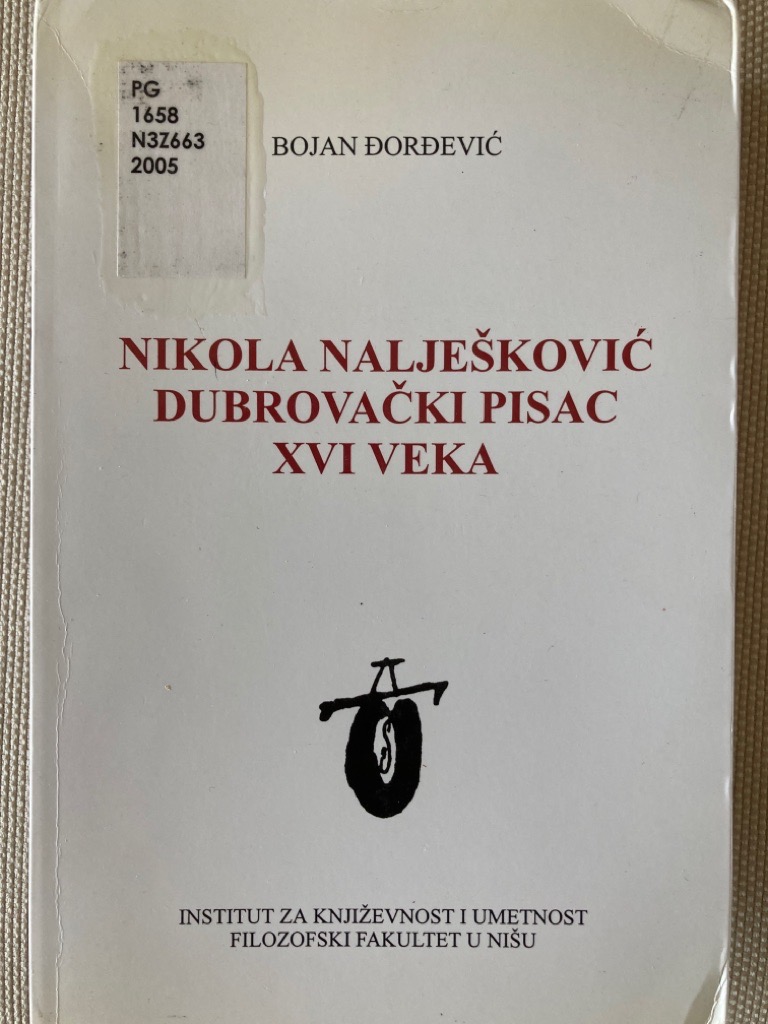 PG
1658
N3Z663
2005
BOJAN ĐORĐEVIĆ
NIKOLA NALJEŠKOVIĆ
DUBROVAČKI PISAC
XVI VEKA
INSTITUT ZA KNJIŽEVNOST I UMETNOST
FILOZOFSKI FAKULTET U NIŠU